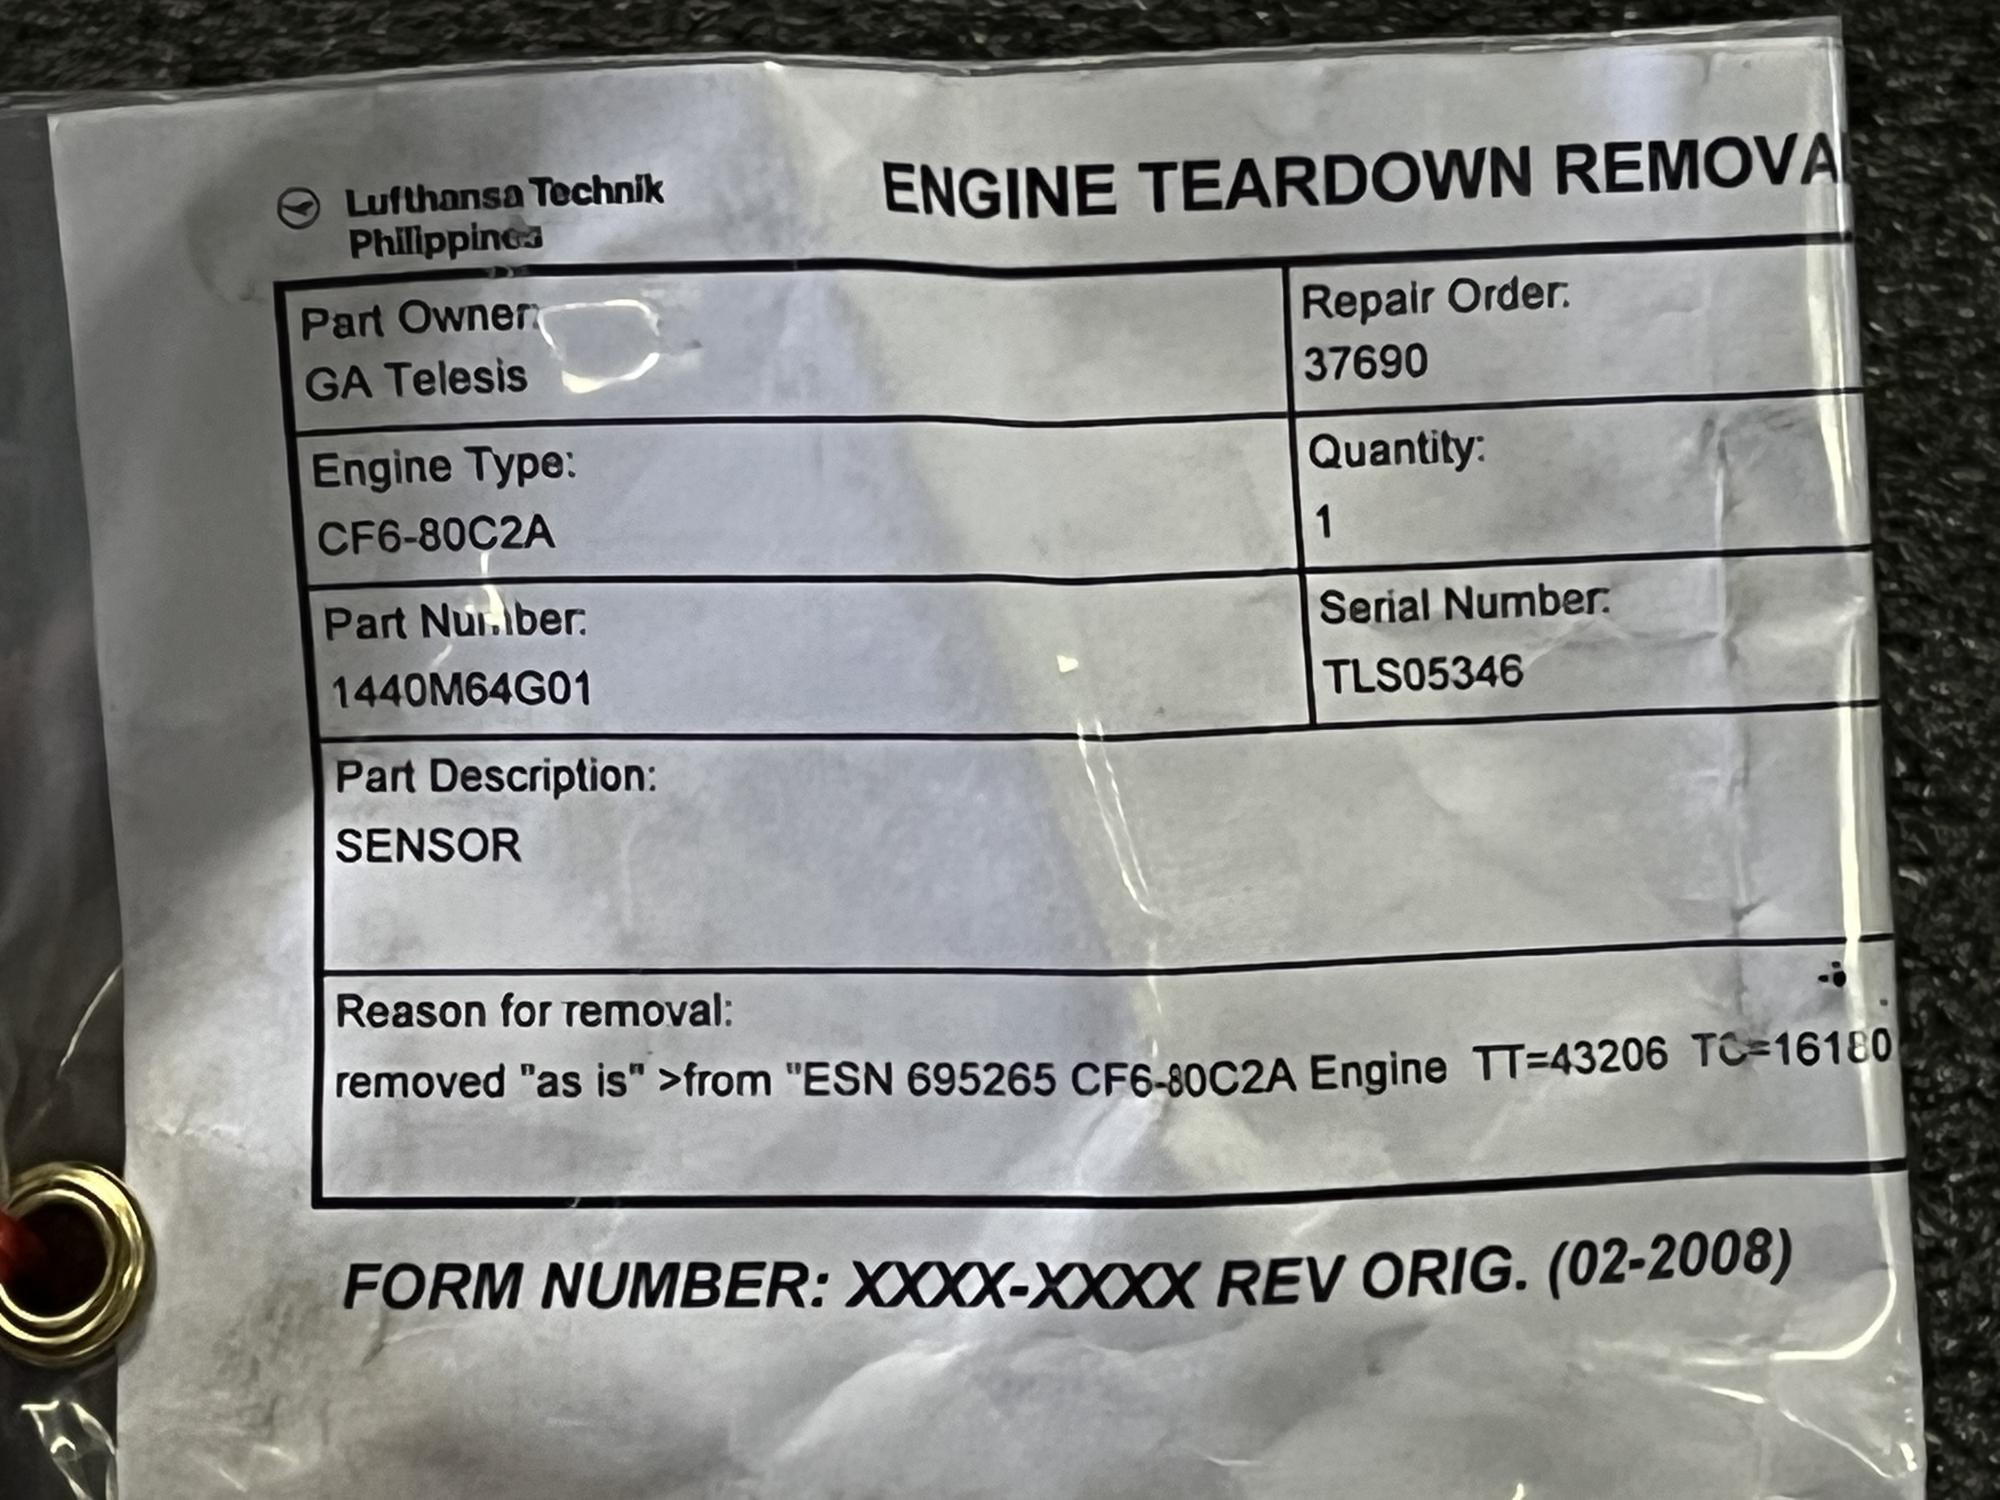 Lufthansa Technik
Philippines
ENGINE TEARDOWN REMOVA
Part Owner:
GA Telesis
Repair Order:
37690
Engine Type:
CF6-80C2A
Quantity:
1
Part Number:
1440M64G01
Serial Number:
TLS05346
Part Description:
SENSOR
Reason for removal:
removed "as is" >from "ESN 695265 CF6-80C2A Engine TT=43206 TC=16180
FORM NUMBER: XXXX-XXXX REV ORIG. (02-2008)